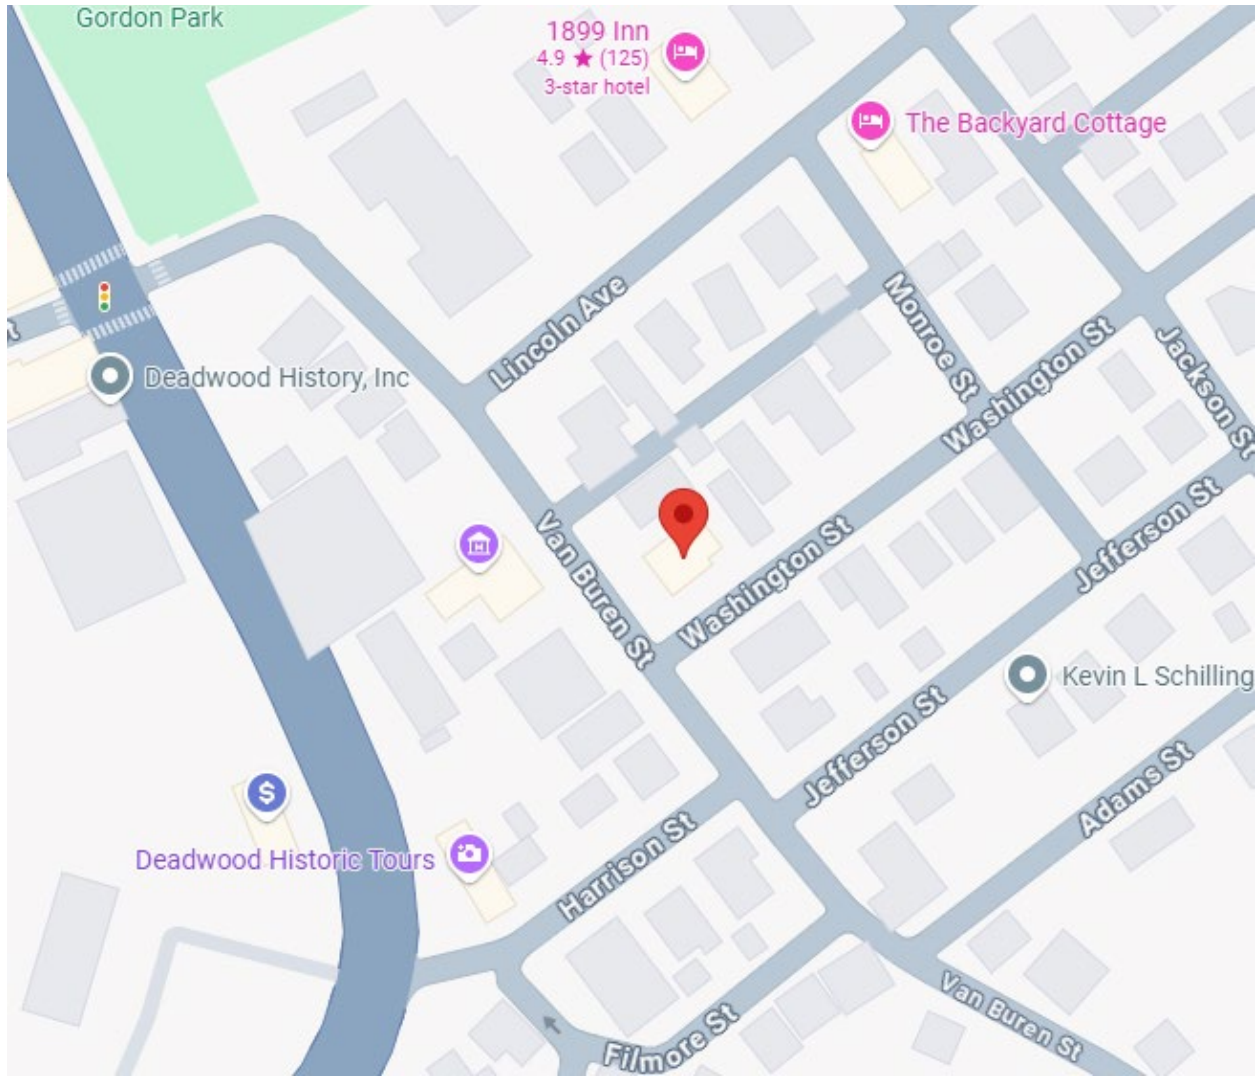 Gordon Park
1899 Inn
4.9 ★ (125)
3-star hotel
The Backyard Cottage
Lincoln Ave
Monroe St
Washington St
Jackson St
Deadwood History, Inc
Van Buren St
Washington St
Jefferson St
Kevin L Schilling
Jefferson St
Adams St
$
Deadwood Historic Tours
Harrison St
Van Buren St
Filmore St